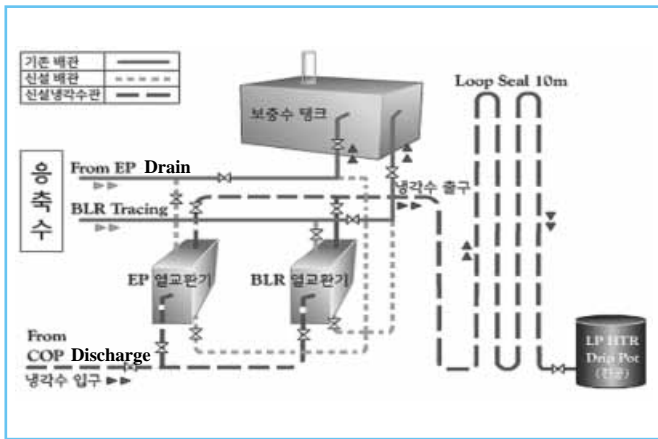 기존 배관
신설 배관
신설냉각수관
보충수 탱크
Loop Seal 10m
응축수
From EP Drain
BLR Tracing
냉각수 출구
EP 열교환기
BLR 열교환기
From
COP Discharge
냉각수 입구
LP HTR
Drip Pot
(진공)